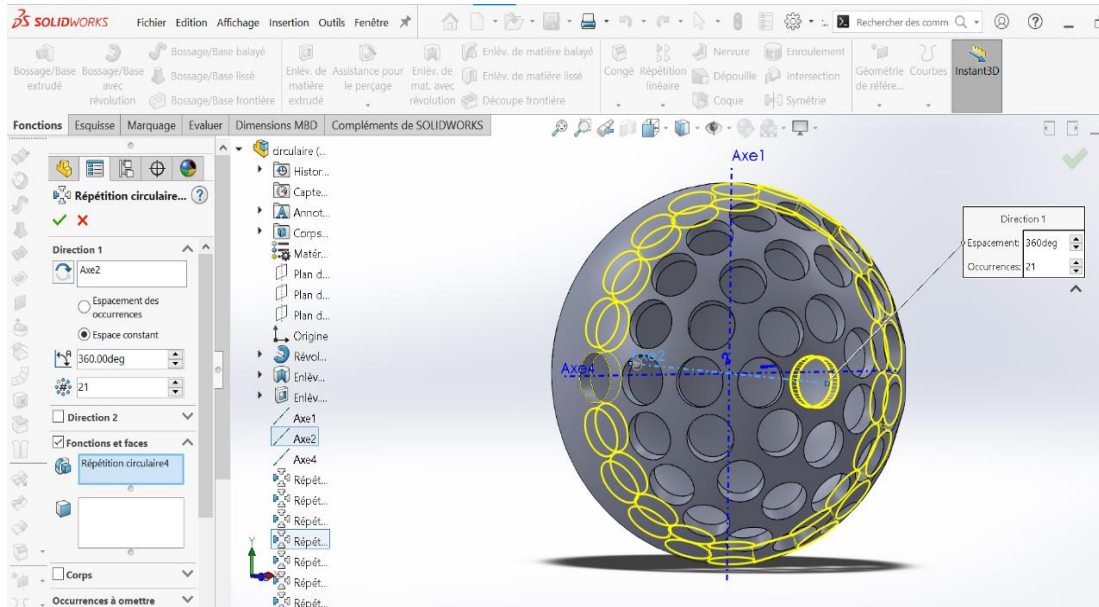 SOLIDWORKS Fichier Edition Affichage Insertion Outils Fenêtre Rechercher des comm
Bossage/Base extrudé
Bossage/Base avec révolution
Bossage/Base balayé
Bossage/Base lissé
Bossage/Base frontière
Enlèv. de matière extrudé
Assistance pour le perçage
Enlèv. de mat. avec révolution
Enlèv. de matière balayé
Enlèv. de matière lissé
Découpe frontière
Congé
Répétition linéaire
Nervure
Dépouille
Coque
Enroulement
Intersection
Symétrie
Géométrie de référe...
Courbes
Instant3D
Fonctions Esquisse Marquage Evaluer Dimensions MBD Compléments de SOLIDWORKS
Répétition circulaire...
Direction 1
Axe2
Espacement des
occurrences
Espace constant
360.00deg
21
Direction 2
Fonctions et faces
Répétition circulaire4
Corps
Occurrences à omettre
circulaire (...
Histor...
Capte...
Annot...
Corps...
Matér...
Plan d...
Plan d...
Plan d...
Origine
Révol...
Enlèv...
Enlèv....
Axe1
Axe2
Axe4
Répét...
Répét...
Répét...
Répét...
Répét...
Répét...
Répét...
Axe1
Axe2
Axe4
Direction 1
Espacement: 360deg
Occurrences: 21
Y